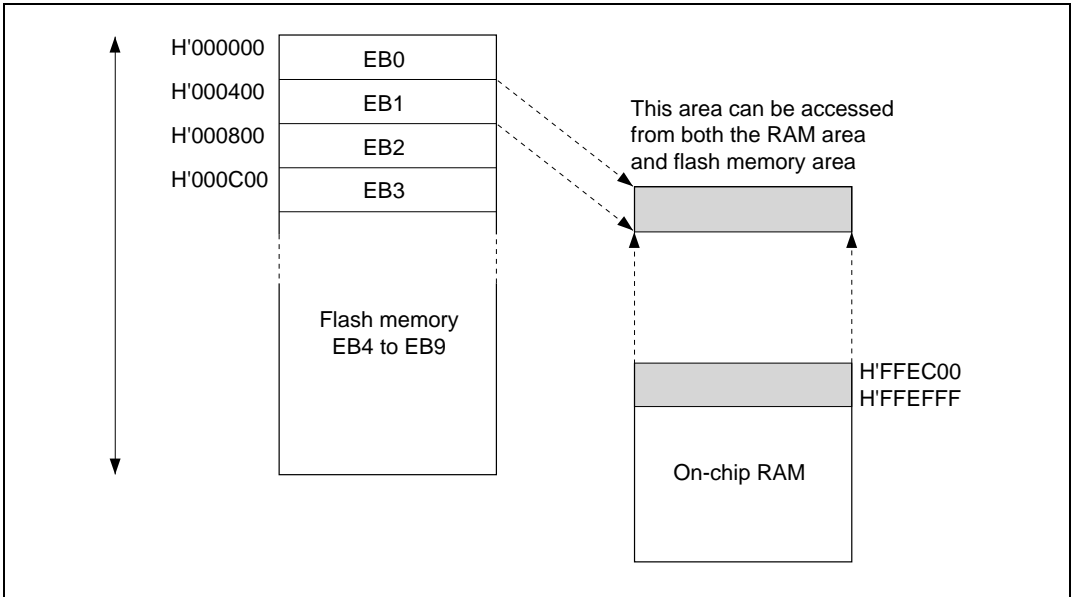 H'000000
EB0
H'000400
EB1
H'000800
EB2
H'000C00
EB3
This area can be accessed
from both the RAM area
and flash memory area
Flash memory
EB4 to EB9
H'FFEC00
H'FFEFFF
On-chip RAM